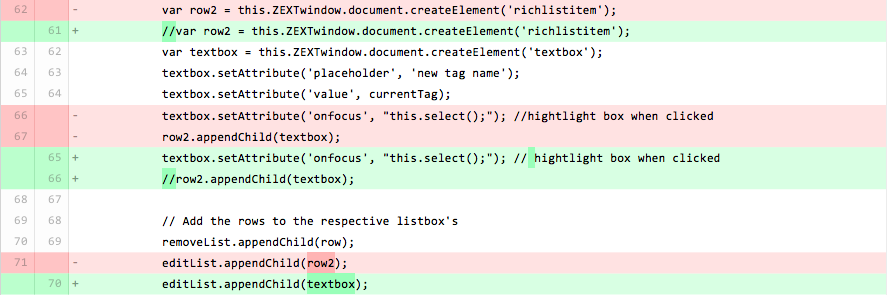 62 - var row2 = this.ZEXTwindow.document.createElement('richlistitem');
61 + //var row2 = this.ZEXTwindow.document.createElement('richlistitem');
63 62 var textbox = this.ZEXTwindow.document.createElement('textbox');
64 63 textbox.setAttribute('placeholder', 'new tag name');
65 64 textbox.setAttribute('value', currentTag);
66 - textbox.setAttribute('onfocus', "this.select();"); //hightlight box when clicked
67 - row2.appendChild(textbox);
65 + textbox.setAttribute('onfocus', "this.select();"); // hightlight box when clicked
66 + //row2.appendChild(textbox);
68 67
69 68 // Add the rows to the respective listbox's
70 69 removeList.appendChild(row);
71 - editList.appendChild(row2);
70 + editList.appendChild(textbox);